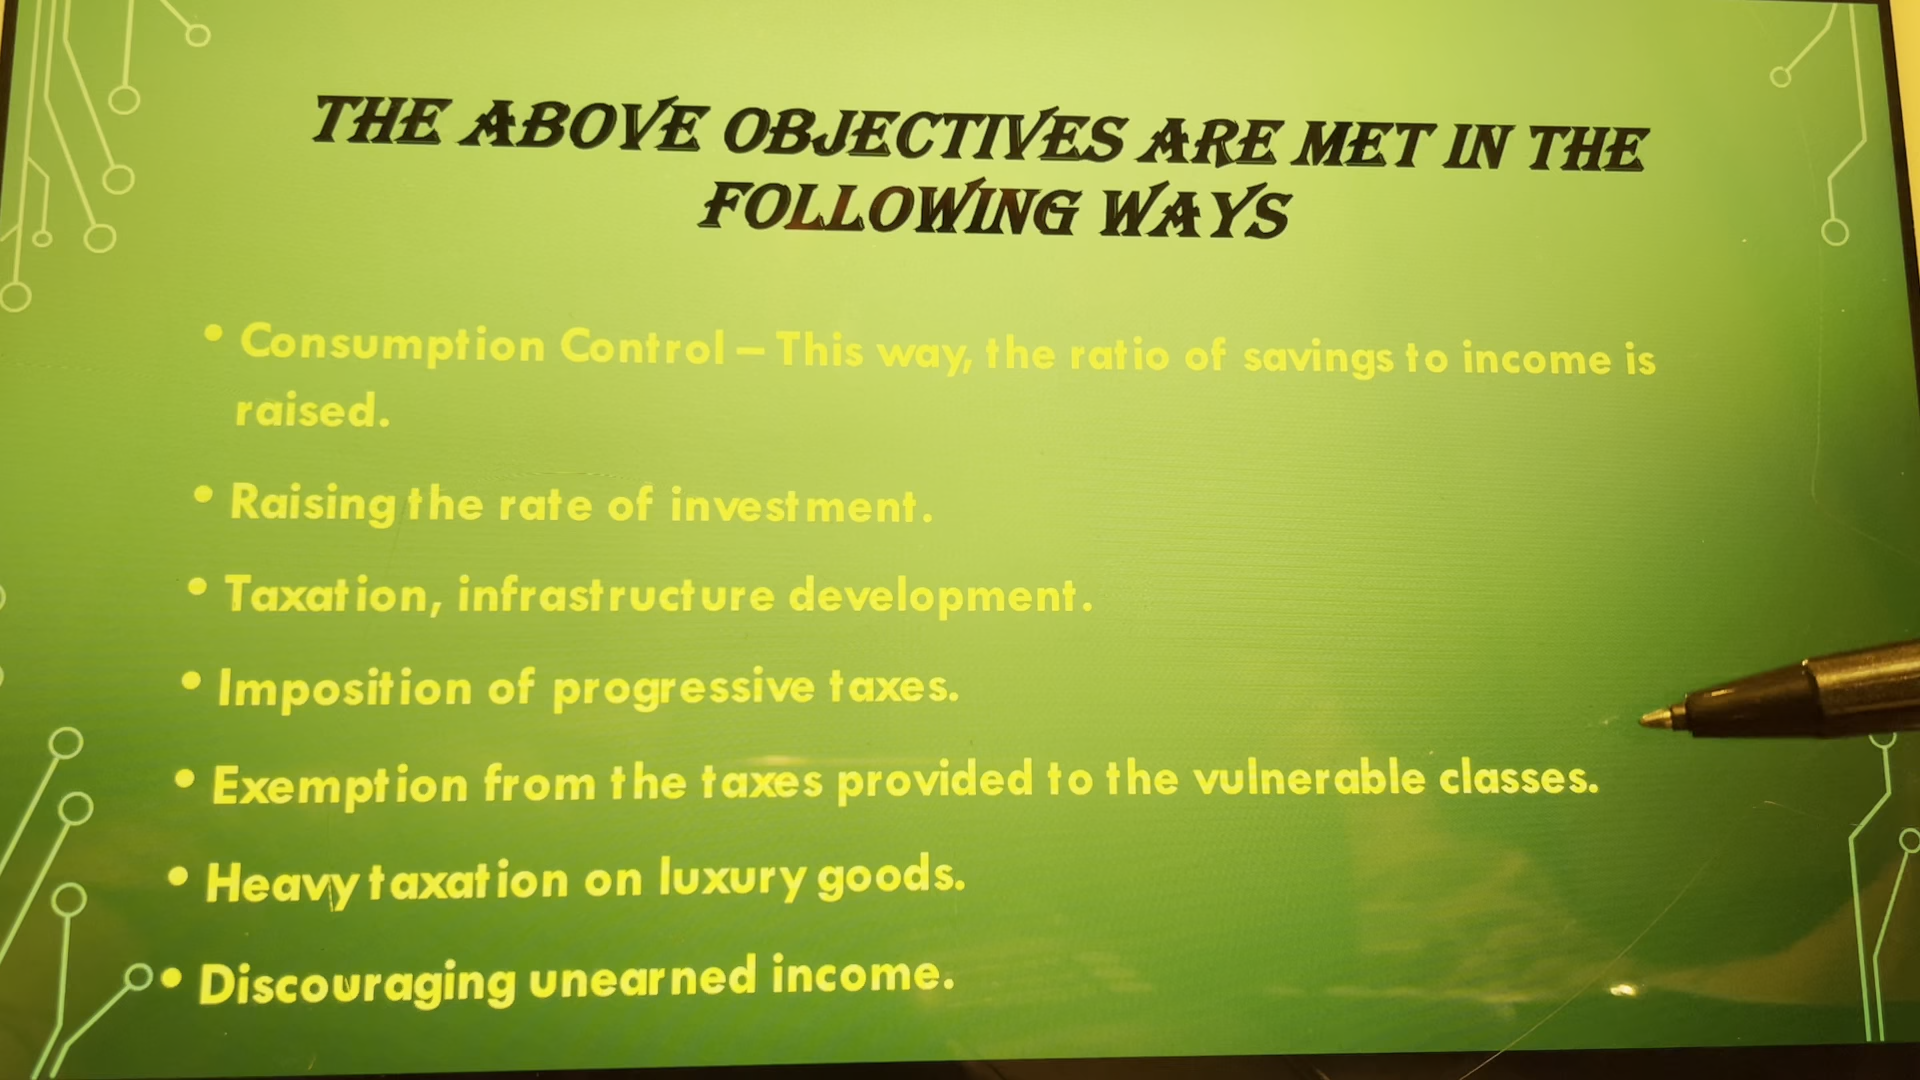 THE ABOVE OBJECTIVES ARE MET IN THE
FOLLOWING WAYS
• Consumption Control – This way, the ratio of savings to income is
raised.
• Raising the rate of investment.
• Taxation, infrastructure development.
• Imposition of progressive taxes.
• Exemption from the taxes provided to the vulnerable classes.
• Heavy taxation on luxury goods.
• Discouraging unearned income.